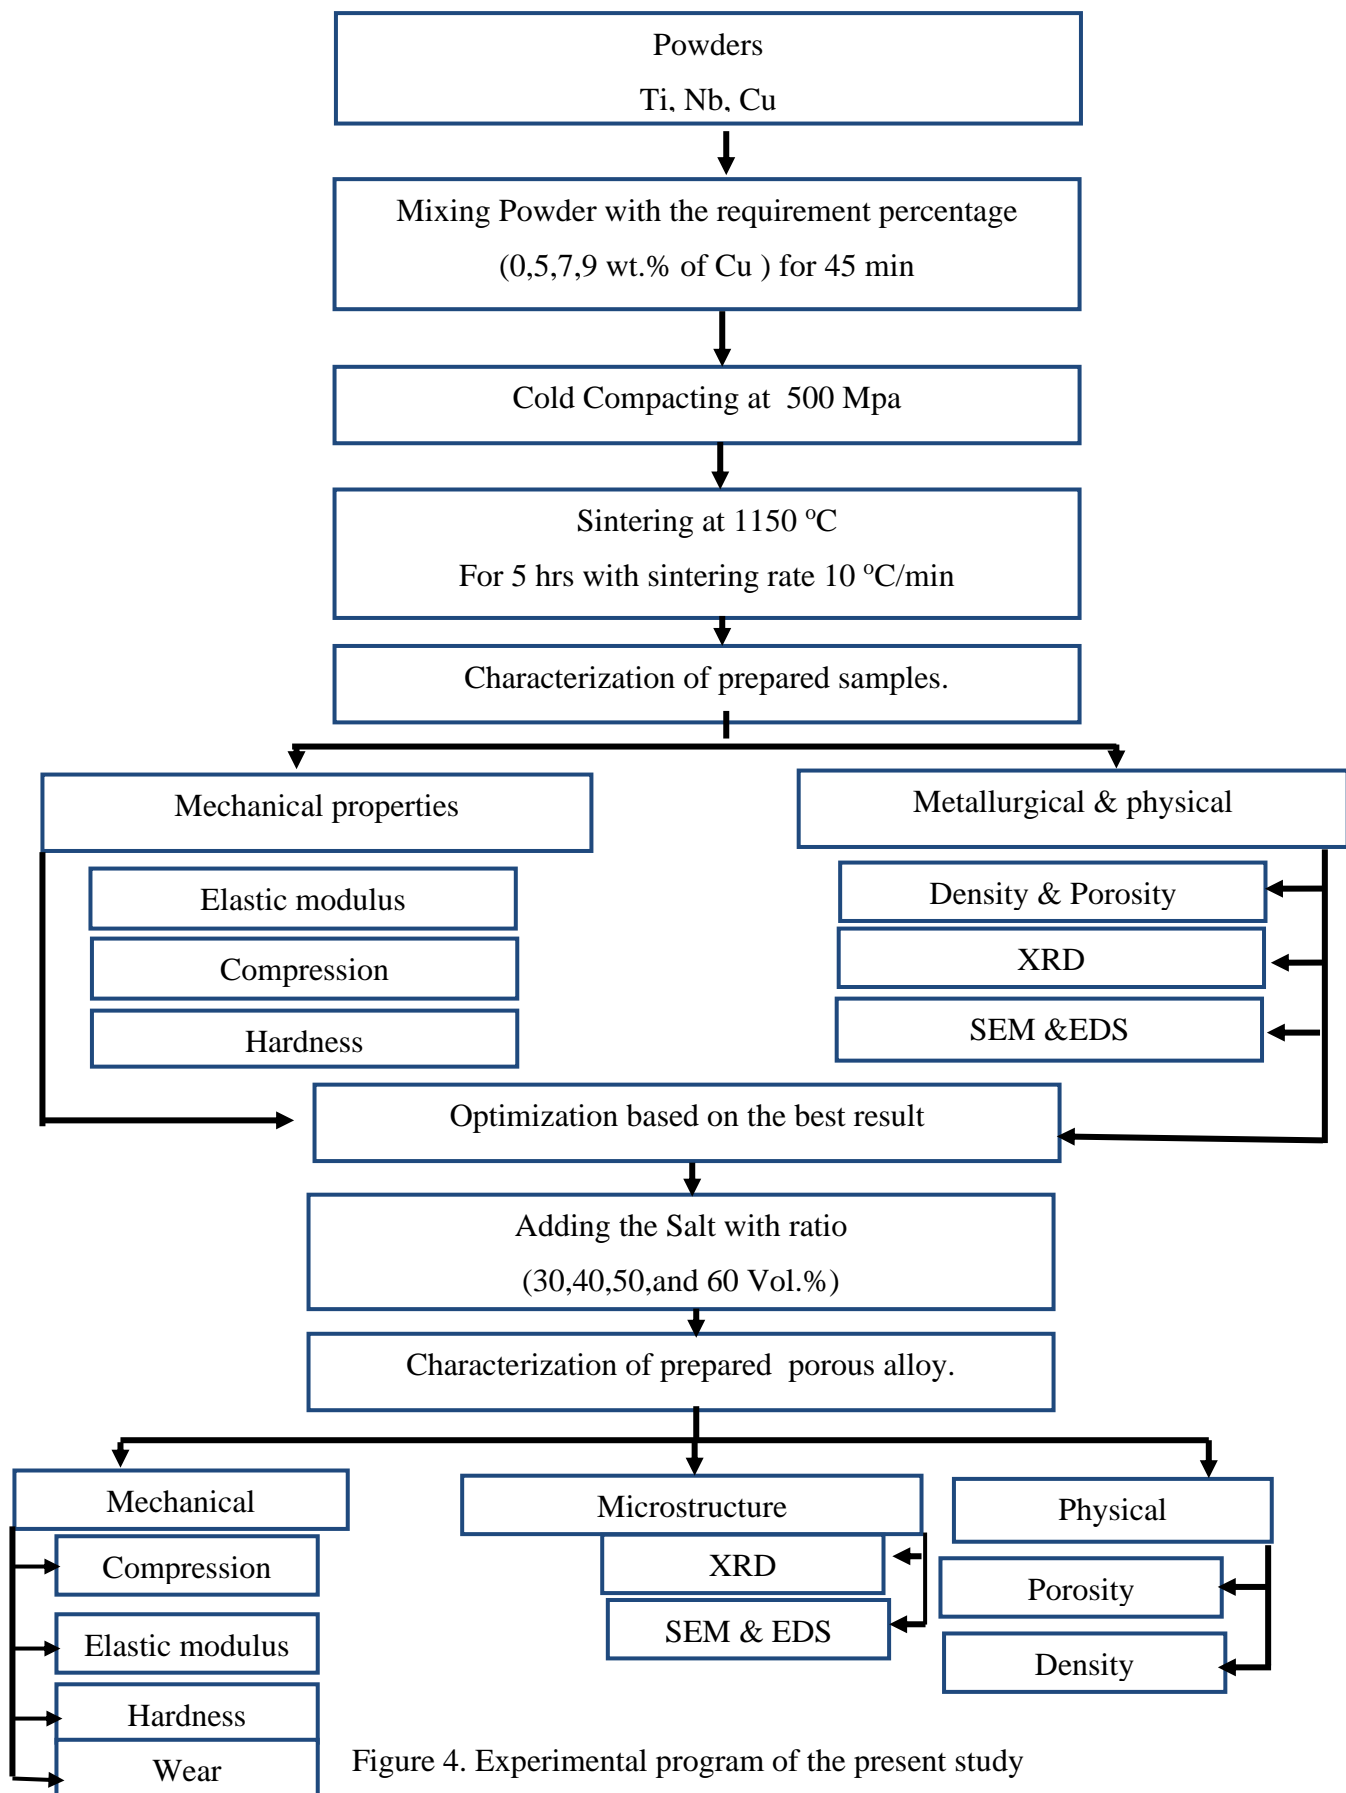 Powders
Ti, Nb, Cu
Mixing Powder with the requirement percentage
(0,5,7,9 wt.% of Cu ) for 45 min
Cold Compacting at 500 Mpa
Sintering at 1150 °C
For 5 hrs with sintering rate 10 °C/min
Characterization of prepared samples.
Mechanical properties
Metallurgical & physical
Elastic modulus
Compression
Hardness
Density & Porosity
XRD
SEM &EDS
Optimization based on the best result
Adding the Salt with ratio
(30,40,50,and 60 Vol.%)
Characterization of prepared porous alloy.
Mechanical
Compression
Elastic modulus
Hardness
Wear
Microstructure
XRD
SEM & EDS
Physical
Porosity
Density
Figure 4. Experimental program of the present study